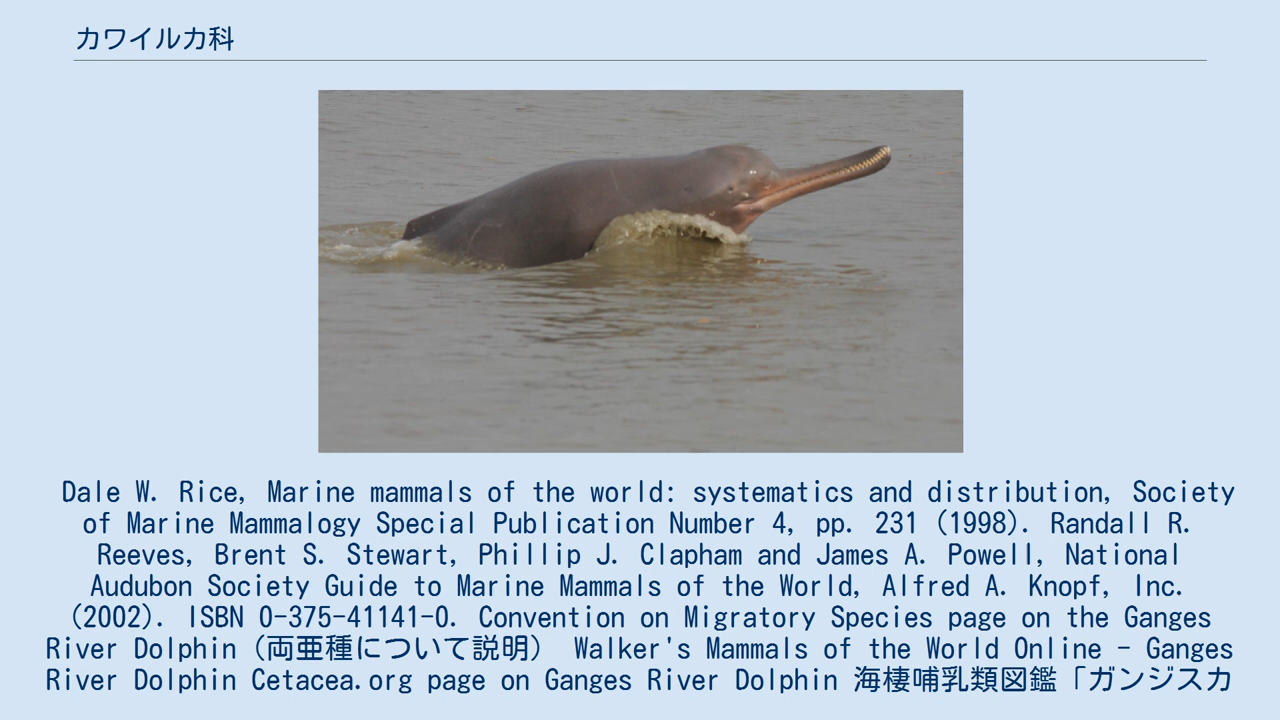 カワイルカ科
Dale W. Rice, Marine mammals of the world: systematics and distribution, Society
of Marine Mammalogy Special Publication Number 4, pp. 231 (1998). Randall R.
Reeves, Brent S. Stewart, Phillip J. Clapham and James A. Powell, National
Audubon Society Guide to Marine Mammals of the World, Alfred A. Knopf, Inc.
(2002). ISBN 0-375-41141-0. Convention on Migratory Species page on the Ganges
River Dolphin（両亜種について説明） Walker's Mammals of the World Online - Ganges
River Dolphin Cetacea.org page on Ganges River Dolphin 海棲哺乳類図鑑「ガンジスカ